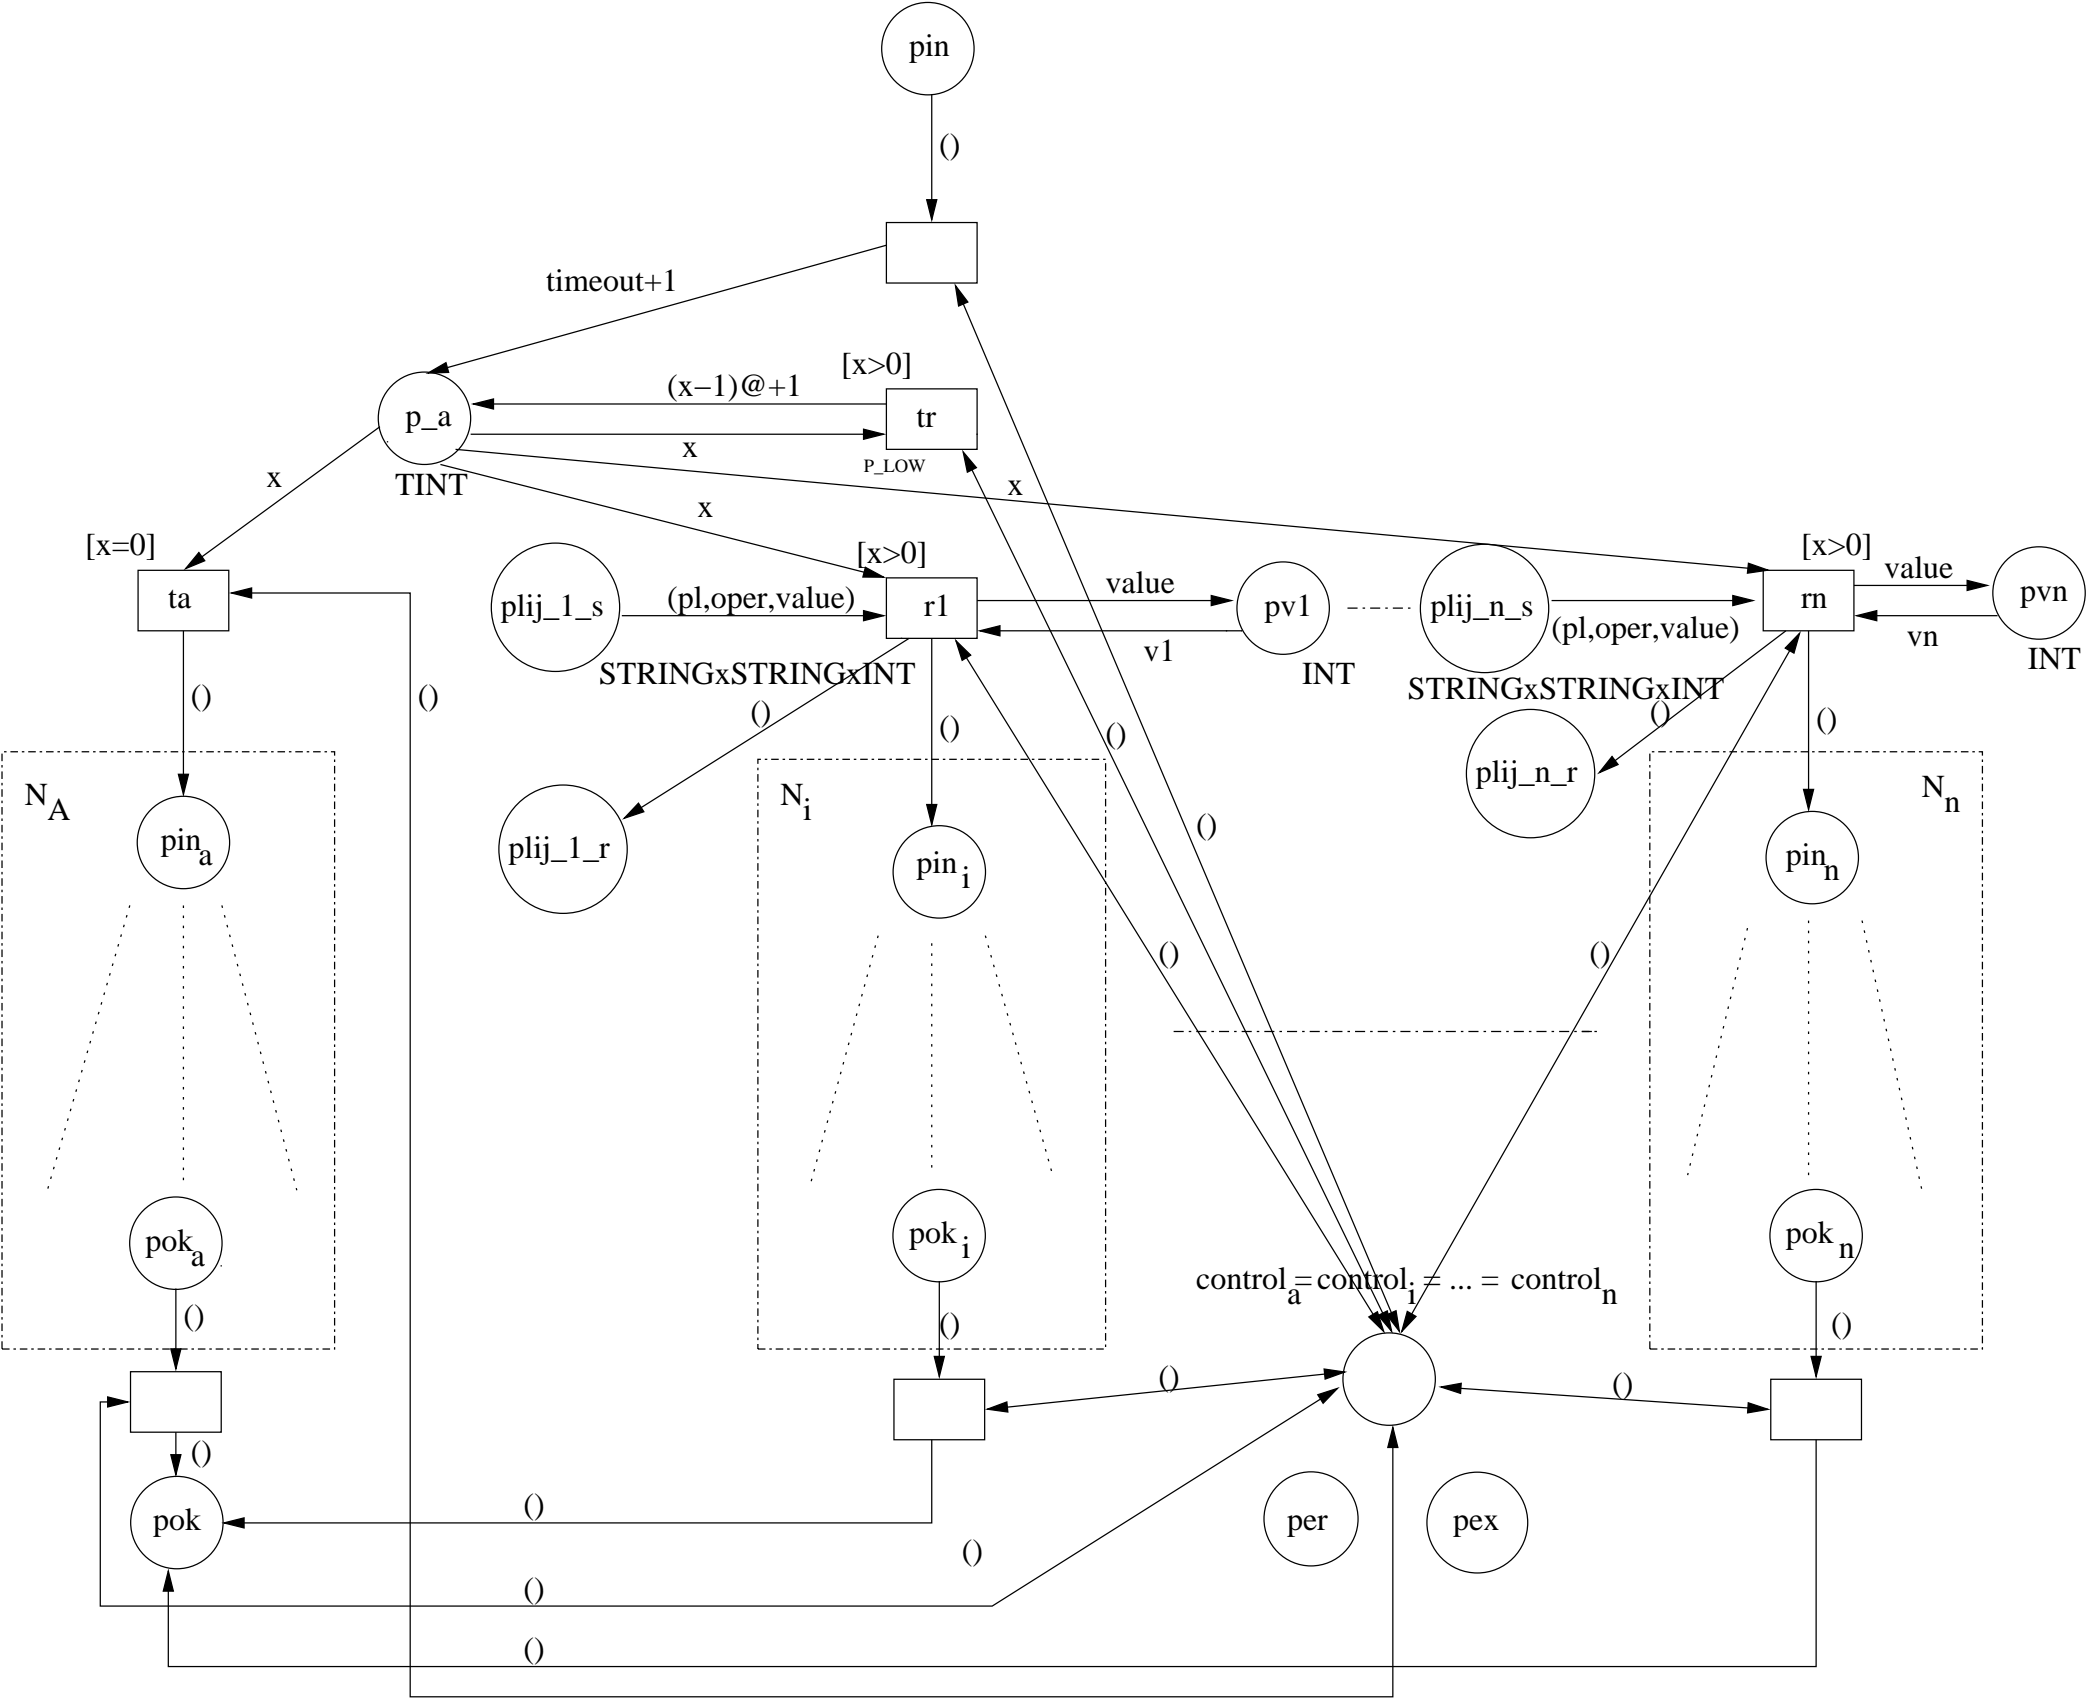 pin
()
timeout+1
[x>0]
(x−1)@+1
p_a
tr
x
P_LOW
TINT
x
x
x
[x=0]
[x>0]
[x>0]
ta
plij_1_s
(pl,oper,value)
r1
value
pv1
plij_n_s
(pl,oper,value)
rn
value
pvn
v1
vn
STRINGxSTRINGxINT
INT
STRINGxSTRINGxINT
INT
()
()
()
()
()
()
()
plij_n_r
N_A
N_i
N_n
()
pin_a
plij_1_r
pin_i
pin_n
()
()
pok_a
pok_i
pok_n
control_a=control_i = ... = control_n
()
()
()
()
()
()
pok
()
per
pex
()
()
()